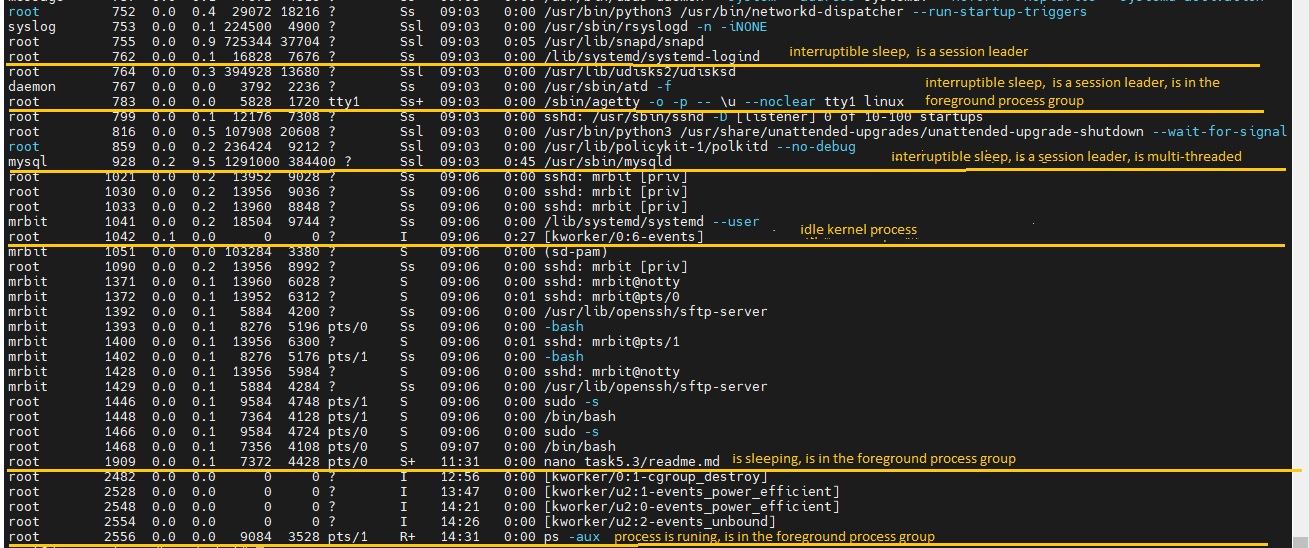 root 752 0.0 0.4 29072 18216 ? Ss 09:03 0:00 /usr/bin/python3 /usr/bin/networkd-dispatcher --run-startup-triggers
syslog 753 0.0 0.1 224500 4900 ? Ssl 09:03 0:00 /usr/sbin/rsyslogd -n -iNONE
root 755 0.0 0.9 725344 37704 ? Ssl 09:03 0:05 /usr/lib/snapd/snapd
root 762 0.0 0.1 16828 7676 ? Ss 09:03 0:00 /lib/systemd/systemd-logind interruptible sleep, is a session leader
root 764 0.0 0.3 394928 13680 ? Ssl 09:03 0:00 /usr/lib/udisks2/udisksd
daemon 767 0.0 0.0 3792 2236 ? Ss 09:03 0:00 /usr/sbin/atd -f interruptible sleep, is a session leader, is in the
root 783 0.0 0.0 5828 1720 tty1 Ss+ 09:03 0:00 /sbin/agetty -o -p -- \u --noclear tty1 linux foreground process group
root 799 0.0 0.1 12176 7308 ? Ss 09:03 0:00 sshd: /usr/sbin/sshd -D [listener] 0 of 10-100 startups
root 816 0.0 0.5 107908 20608 ? Ssl 09:03 0:00 /usr/bin/python3 /usr/share/unattended-upgrades/unattended-upgrade-shutdown --wait-for-signal
root 859 0.0 0.2 236424 9212 ? Ssl 09:03 0:00 /usr/lib/policykit-1/polkitd --no-debug
mysql 928 0.2 9.5 1291000 384400 ? Ssl 09:03 0:45 /usr/sbin/mysqld interruptible sleep, is a session leader, is multi-threaded
root 1021 0.0 0.2 13952 9028 ? Ss 09:06 0:00 sshd: mrbit [priv]
root 1030 0.0 0.2 13956 9036 ? Ss 09:06 0:00 sshd: mrbit [priv]
root 1033 0.0 0.2 13960 8848 ? Ss 09:06 0:00 sshd: mrbit [priv]
mrbit 1041 0.0 0.2 18504 9744 ? Ss 09:06 0:00 /lib/systemd/systemd --user
root 1042 0.1 0.0 0 0 ? I 09:06 0:27 [kworker/0:6-events] idle kernel process
mrbit 1051 0.0 0.0 103284 3380 ? S 09:06 0:00 (sd-pam)
root 1090 0.0 0.2 13956 8992 ? Ss 09:06 0:00 sshd: mrbit [priv]
mrbit 1371 0.0 0.1 13960 6028 ? S 09:06 0:00 sshd: mrbit@notty
mrbit 1372 0.0 0.1 13952 6312 ? S 09:06 0:01 sshd: mrbit@pts/0
mrbit 1392 0.0 0.1 5884 4200 ? Ss 09:06 0:00 /usr/lib/openssh/sftp-server
mrbit 1393 0.0 0.1 8276 5196 pts/0 Ss 09:06 0:00 -bash
mrbit 1400 0.0 0.1 13956 6300 ? S 09:06 0:01 sshd: mrbit@pts/1
mrbit 1402 0.0 0.1 8276 5176 pts/1 Ss 09:06 0:00 -bash
mrbit 1428 0.0 0.1 13956 5984 ? S 09:06 0:00 sshd: mrbit@notty
mrbit 1429 0.0 0.1 5884 4284 ? Ss 09:06 0:00 /usr/lib/openssh/sftp-server
root 1446 0.0 0.1 9584 4748 pts/1 S 09:06 0:00 sudo -s
root 1448 0.0 0.1 7364 4128 pts/1 S 09:06 0:00 /bin/bash
root 1466 0.0 0.1 9584 4724 pts/0 S 09:06 0:00 sudo -s
root 1468 0.0 0.1 7356 4108 pts/0 S 09:07 0:00 /bin/bash
root 1909 0.0 0.1 7372 4428 pts/0 S+ 11:31 0:00 nano task5.3/readme.md is sleeping, is in the foreground process group
root 2482 0.0 0.0 0 0 ? I 12:56 0:00 [kworker/0:1-cgroup_destroy]
root 2528 0.0 0.0 0 0 ? I 13:47 0:00 [kworker/u2:1-events_power_efficient]
root 2548 0.0 0.0 0 0 ? I 14:21 0:00 [kworker/u2:0-events_power_efficient]
root 2554 0.0 0.0 0 0 ? I 14:26 0:00 [kworker/u2:2-events_unbound]
root 2556 0.0 0.0 9084 3528 pts/1 R+ 14:31 0:00 ps -aux process is runing, is in the foreground process group